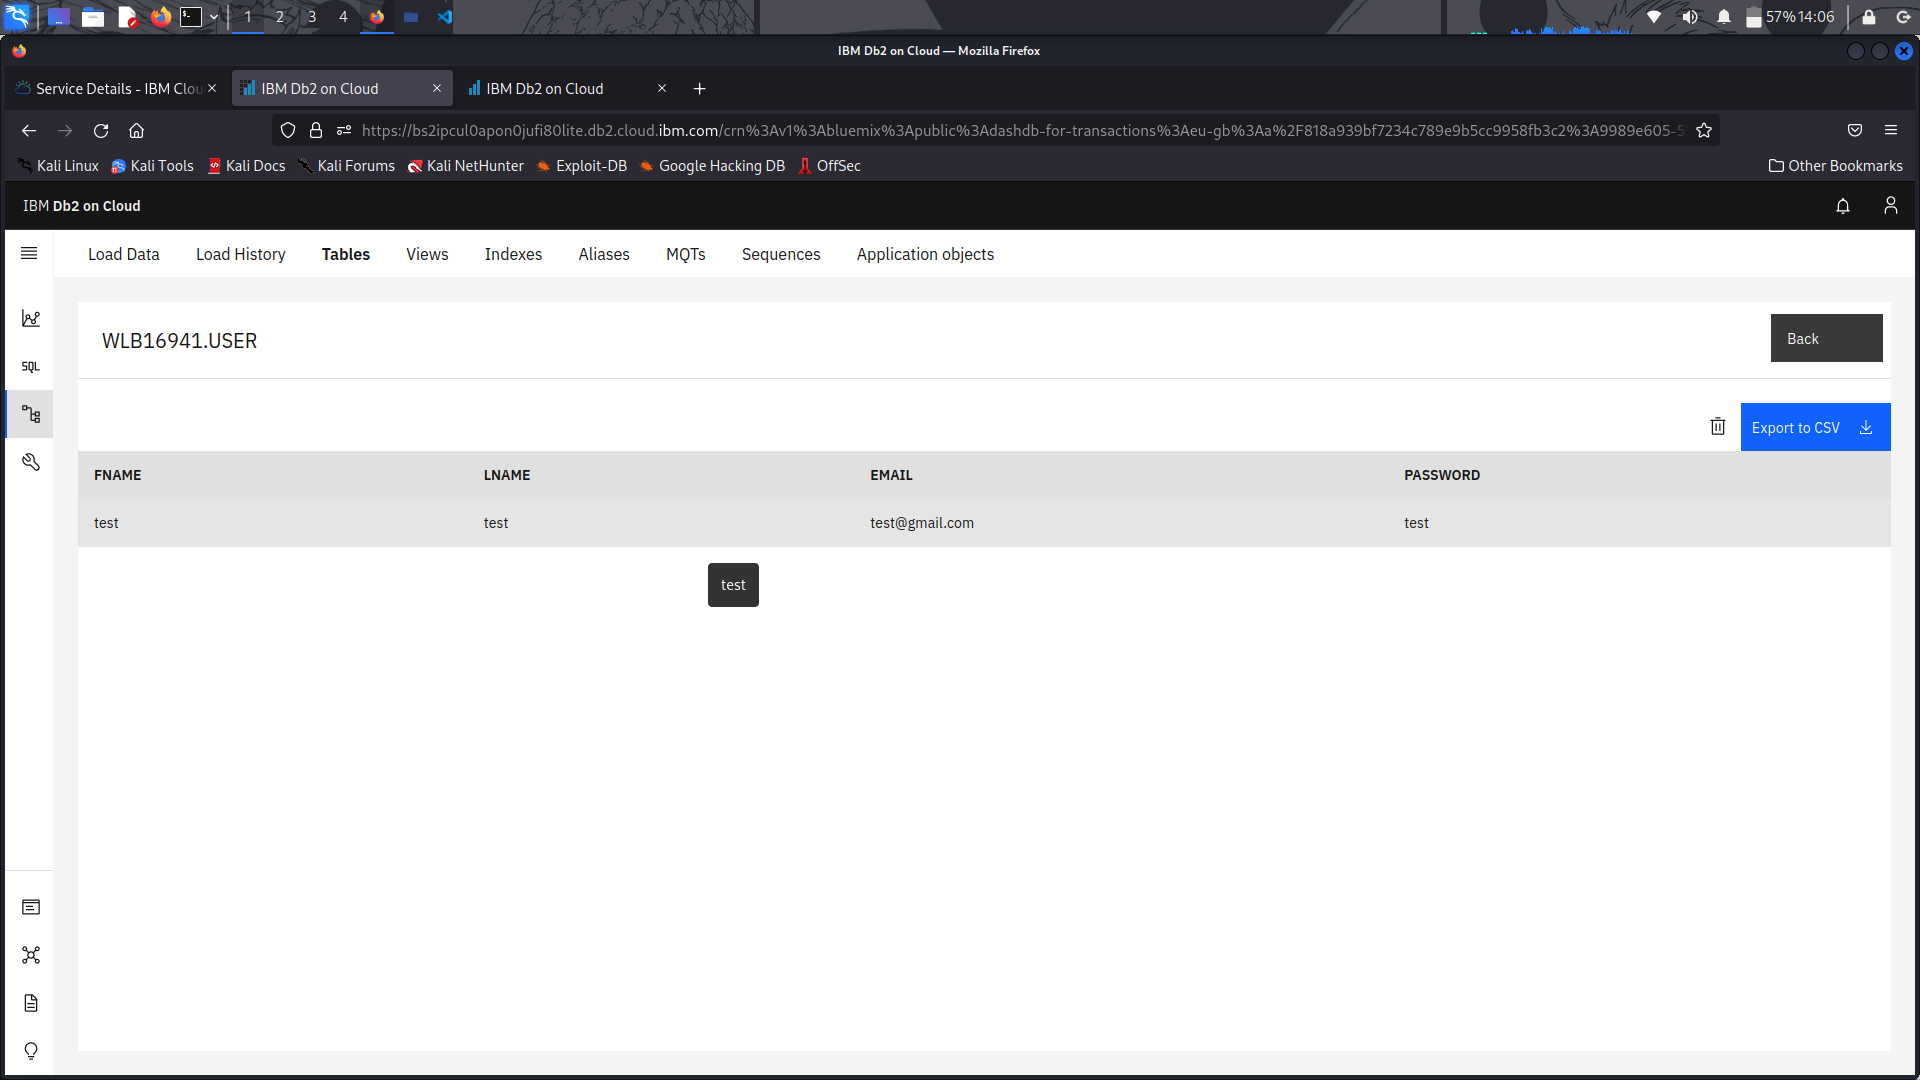 1 2 3 4 57% 14:06
IBM Db2 on Cloud — Mozilla Firefox
Service Details - IBM Clou
IBM Db2 on Cloud
IBM Db2 on Cloud
https://bs2ipcul0apon0jufi80lite.db2.cloud.ibm.com/crn%3Av1%3Abluemix%3Apublic%3Adashdb-for-transactions%3Aeu-gb%3Aa%2F818a939bf7234c789e9b5cc9958fb3c2%3A9989e605-5
Kali Linux Kali Tools Kali Docs Kali Forums Kali NetHunter Exploit-DB Google Hacking DB OffSec Other Bookmarks
IBM Db2 on Cloud
Load Data Load History Tables Views Indexes Aliases MQTs Sequences Application objects
WLB16941.USER
Back
SQL
Export to CSV
FNAME LNAME EMAIL PASSWORD
test test test@gmail.com test
test